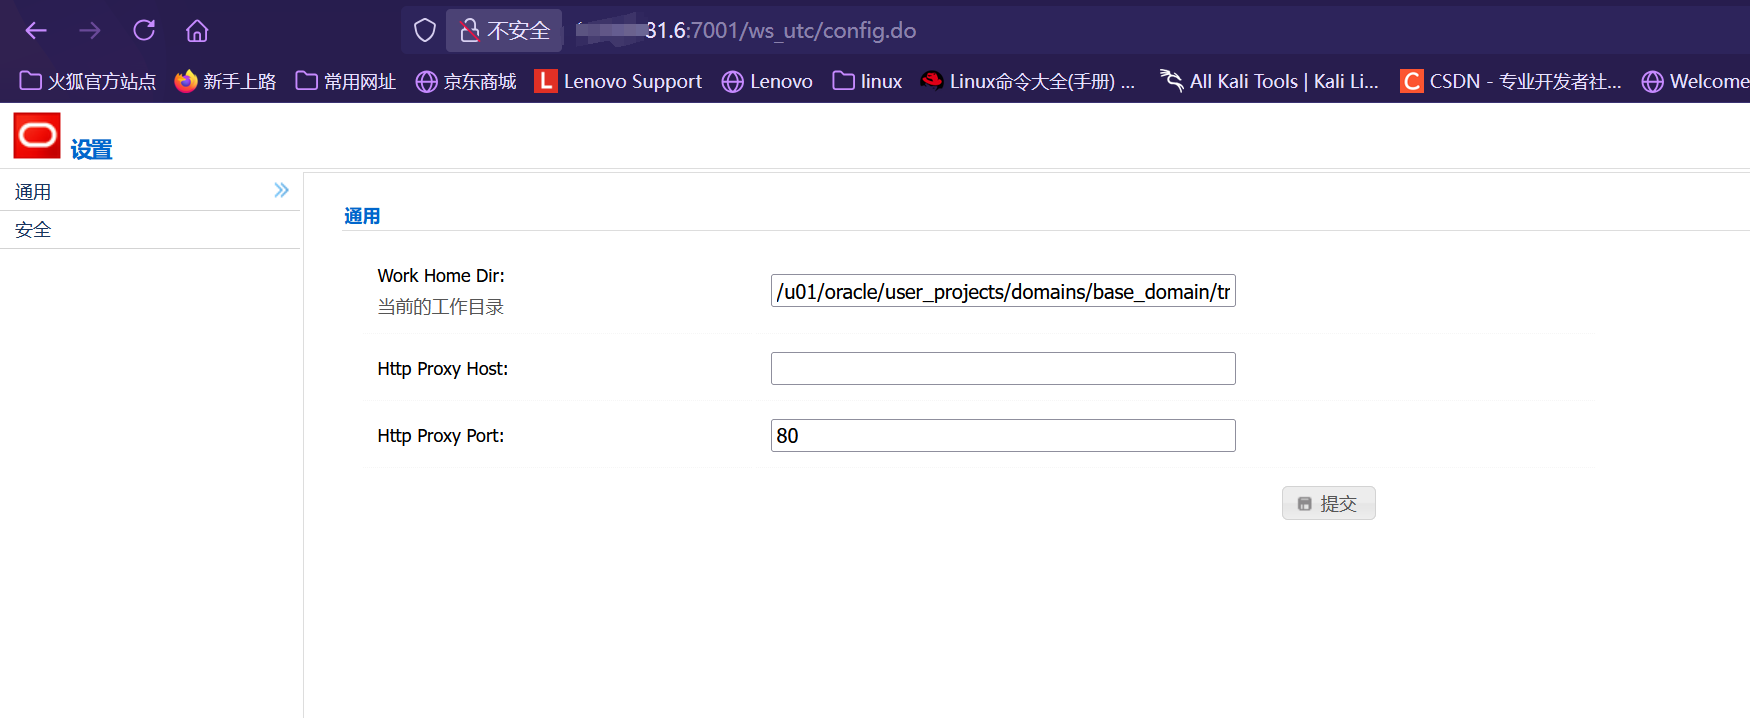 不安全 31.6:7001/ws_utc/config.do
火狐官方站点 新手上路 常用网址 京东商城 L Lenovo Support Lenovo linux Linux命令大全(手册) ... All Kali Tools | Kali Li... C CSDN - 专业开发者社... Welcome
设置
通用
安全
通用
Work Home Dir:
当前的工作目录
/u01/oracle/user_projects/domains/base_domain/tr
Http Proxy Host:
Http Proxy Port:
80
提交